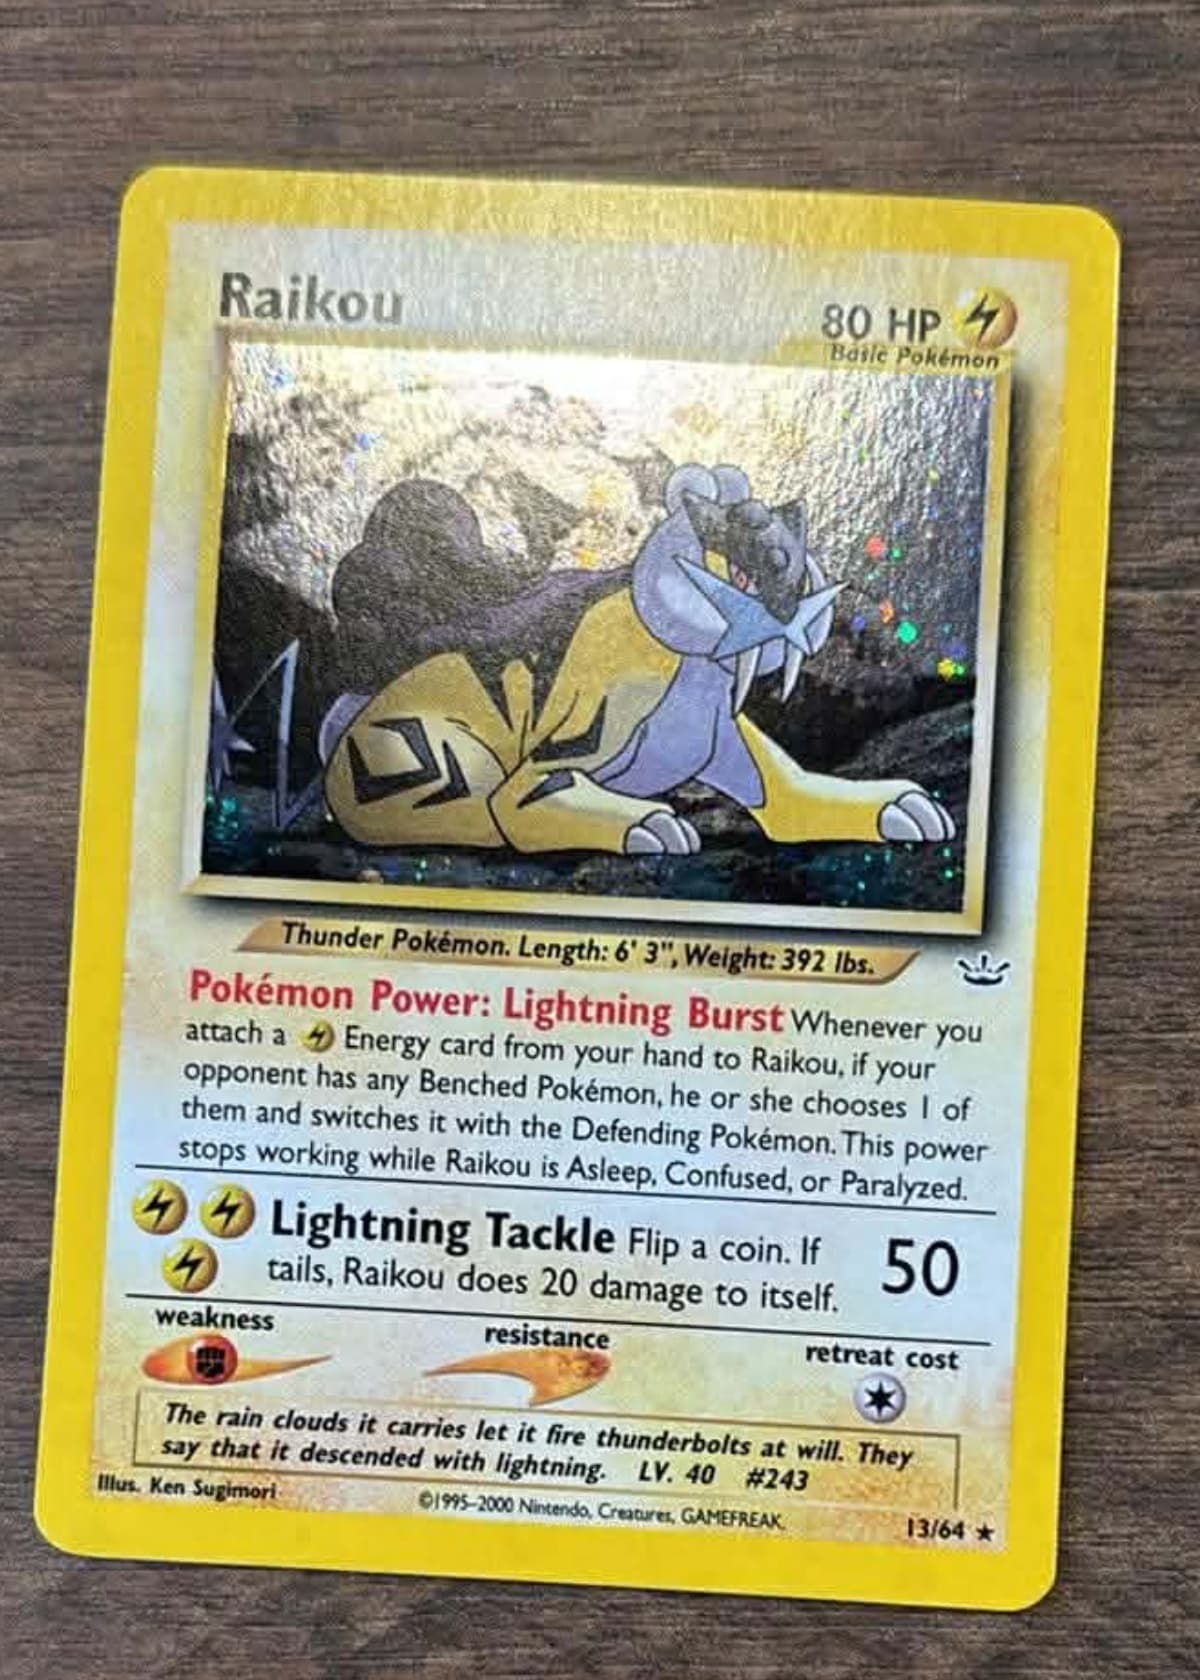 Raikou
80 HP
Basic Pokémon
Thunder Pokémon. Length: 6' 3", Weight: 392 lbs.
Pokémon Power: Lightning Burst Whenever you
attach a Energy card from your hand to Raikou, if your
opponent has any Benched Pokémon, he or she chooses 1 of
them and switches it with the Defending Pokémon. This power
stops working while Raikou is Asleep, Confused, or Paralyzed.
Lightning Tackle Flip a coin. If
tails, Raikou does 20 damage to itself.
50
weakness
resistance
retreat cost
The rain clouds it carries let it fire thunderbolts at will. They
say that it descended with lightning. LV. 40 #243
Illus. Ken Sugimori
©1995-2000 Nintendo, Creatures, GAMEFREAK.
13/64 ★